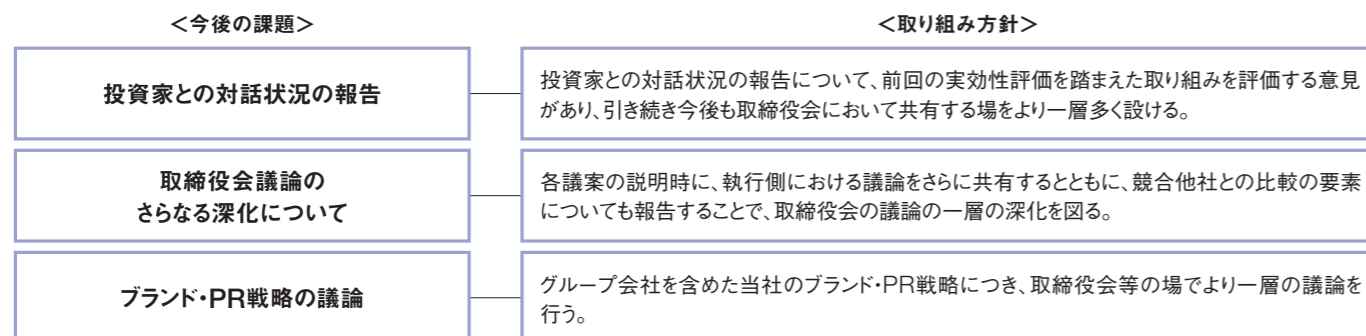 ＜今後の課題＞
＜取り組み方針＞
投資家との対話状況の報告
投資家との対話状況の報告について、前回の実効性評価を踏まえた取り組みを評価する意見
があり、引き続き今後も取締役会において共有する場をより一層多く設ける。
取締役会議論の
さらなる深化について
各議案の説明時に、執行側における議論をさらに共有するとともに、競合他社との比較の要素
についても報告することで、取締役会の議論の一層の深化を図る。
ブランド・PR戦略の議論
グループ会社を含めた当社のブランド・PR戦略につき、取締役会等の場でより一層の議論を
行う。